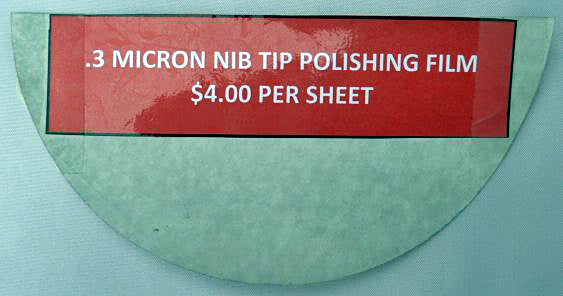 .3 MICRON NIB TIP POLISHING FILM
$4.00 PER SHEET